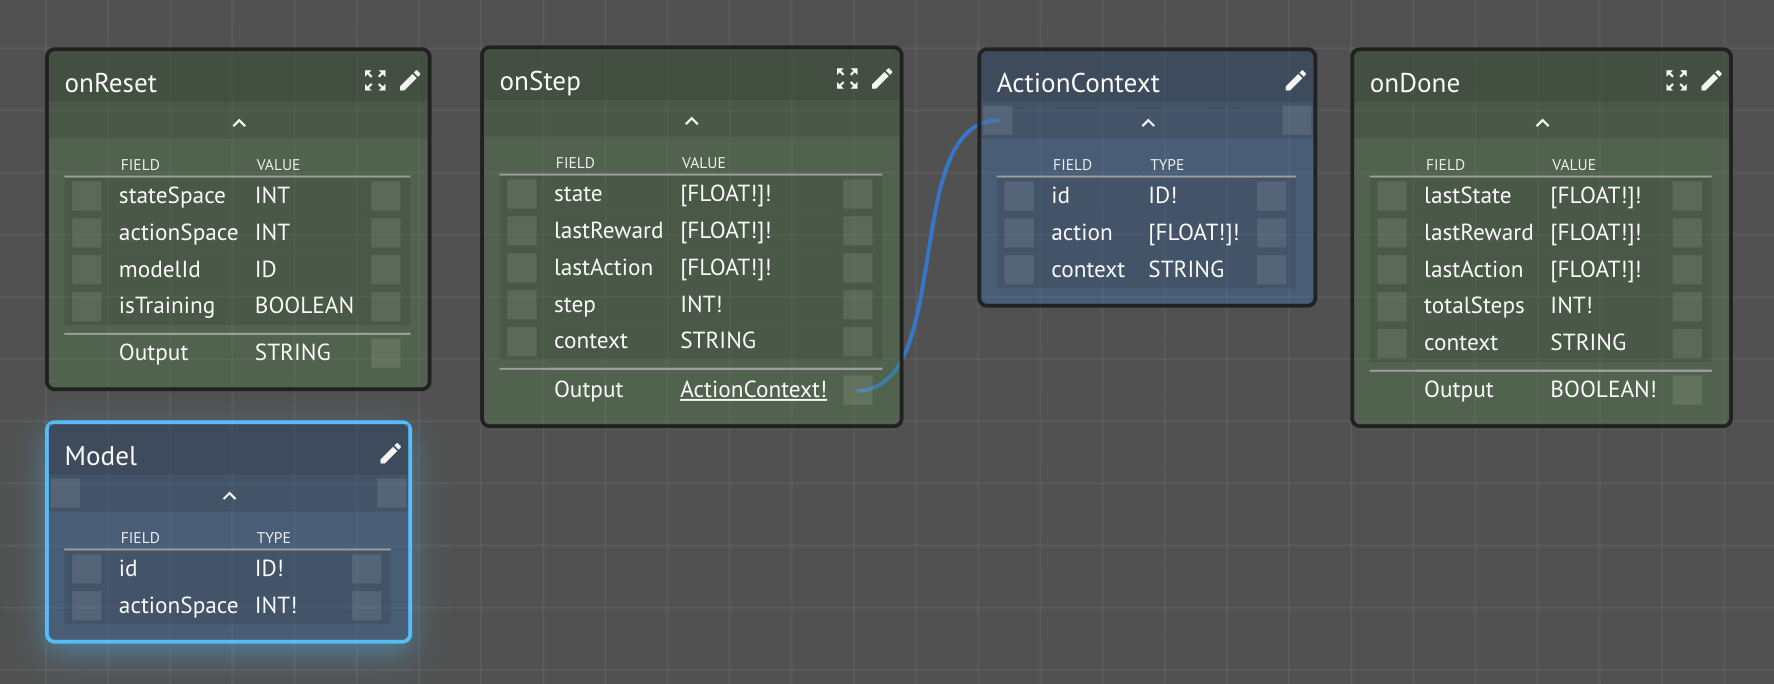 onReset
FIELD VALUE
stateSpace INT
actionSpace INT
modelId ID
isTraining BOOLEAN
Output STRING
Model
FIELD TYPE
id ID!
actionSpace INT!
onStep
FIELD VALUE
state [FLOAT!]!
lastReward [FLOAT!]!
lastAction [FLOAT!]!
step INT!
context STRING
Output ActionContext!
ActionContext
FIELD TYPE
id ID!
action [FLOAT!]!
context STRING
onDone
FIELD VALUE
lastState [FLOAT!]!
lastReward [FLOAT!]!
lastAction [FLOAT!]!
totalSteps INT!
context STRING
Output BOOLEAN!